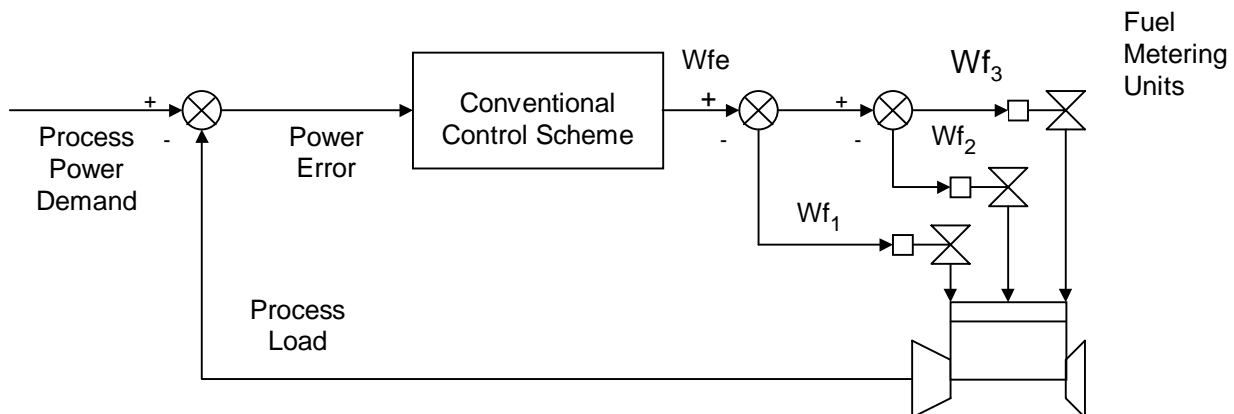 Fuel
Metering
Units
Wfe
Wf3
+
+
+
Conventional
Control Scheme
Process
Power
Demand
-
Power
Error
-
-
Wf2
Wf1
Process
Load